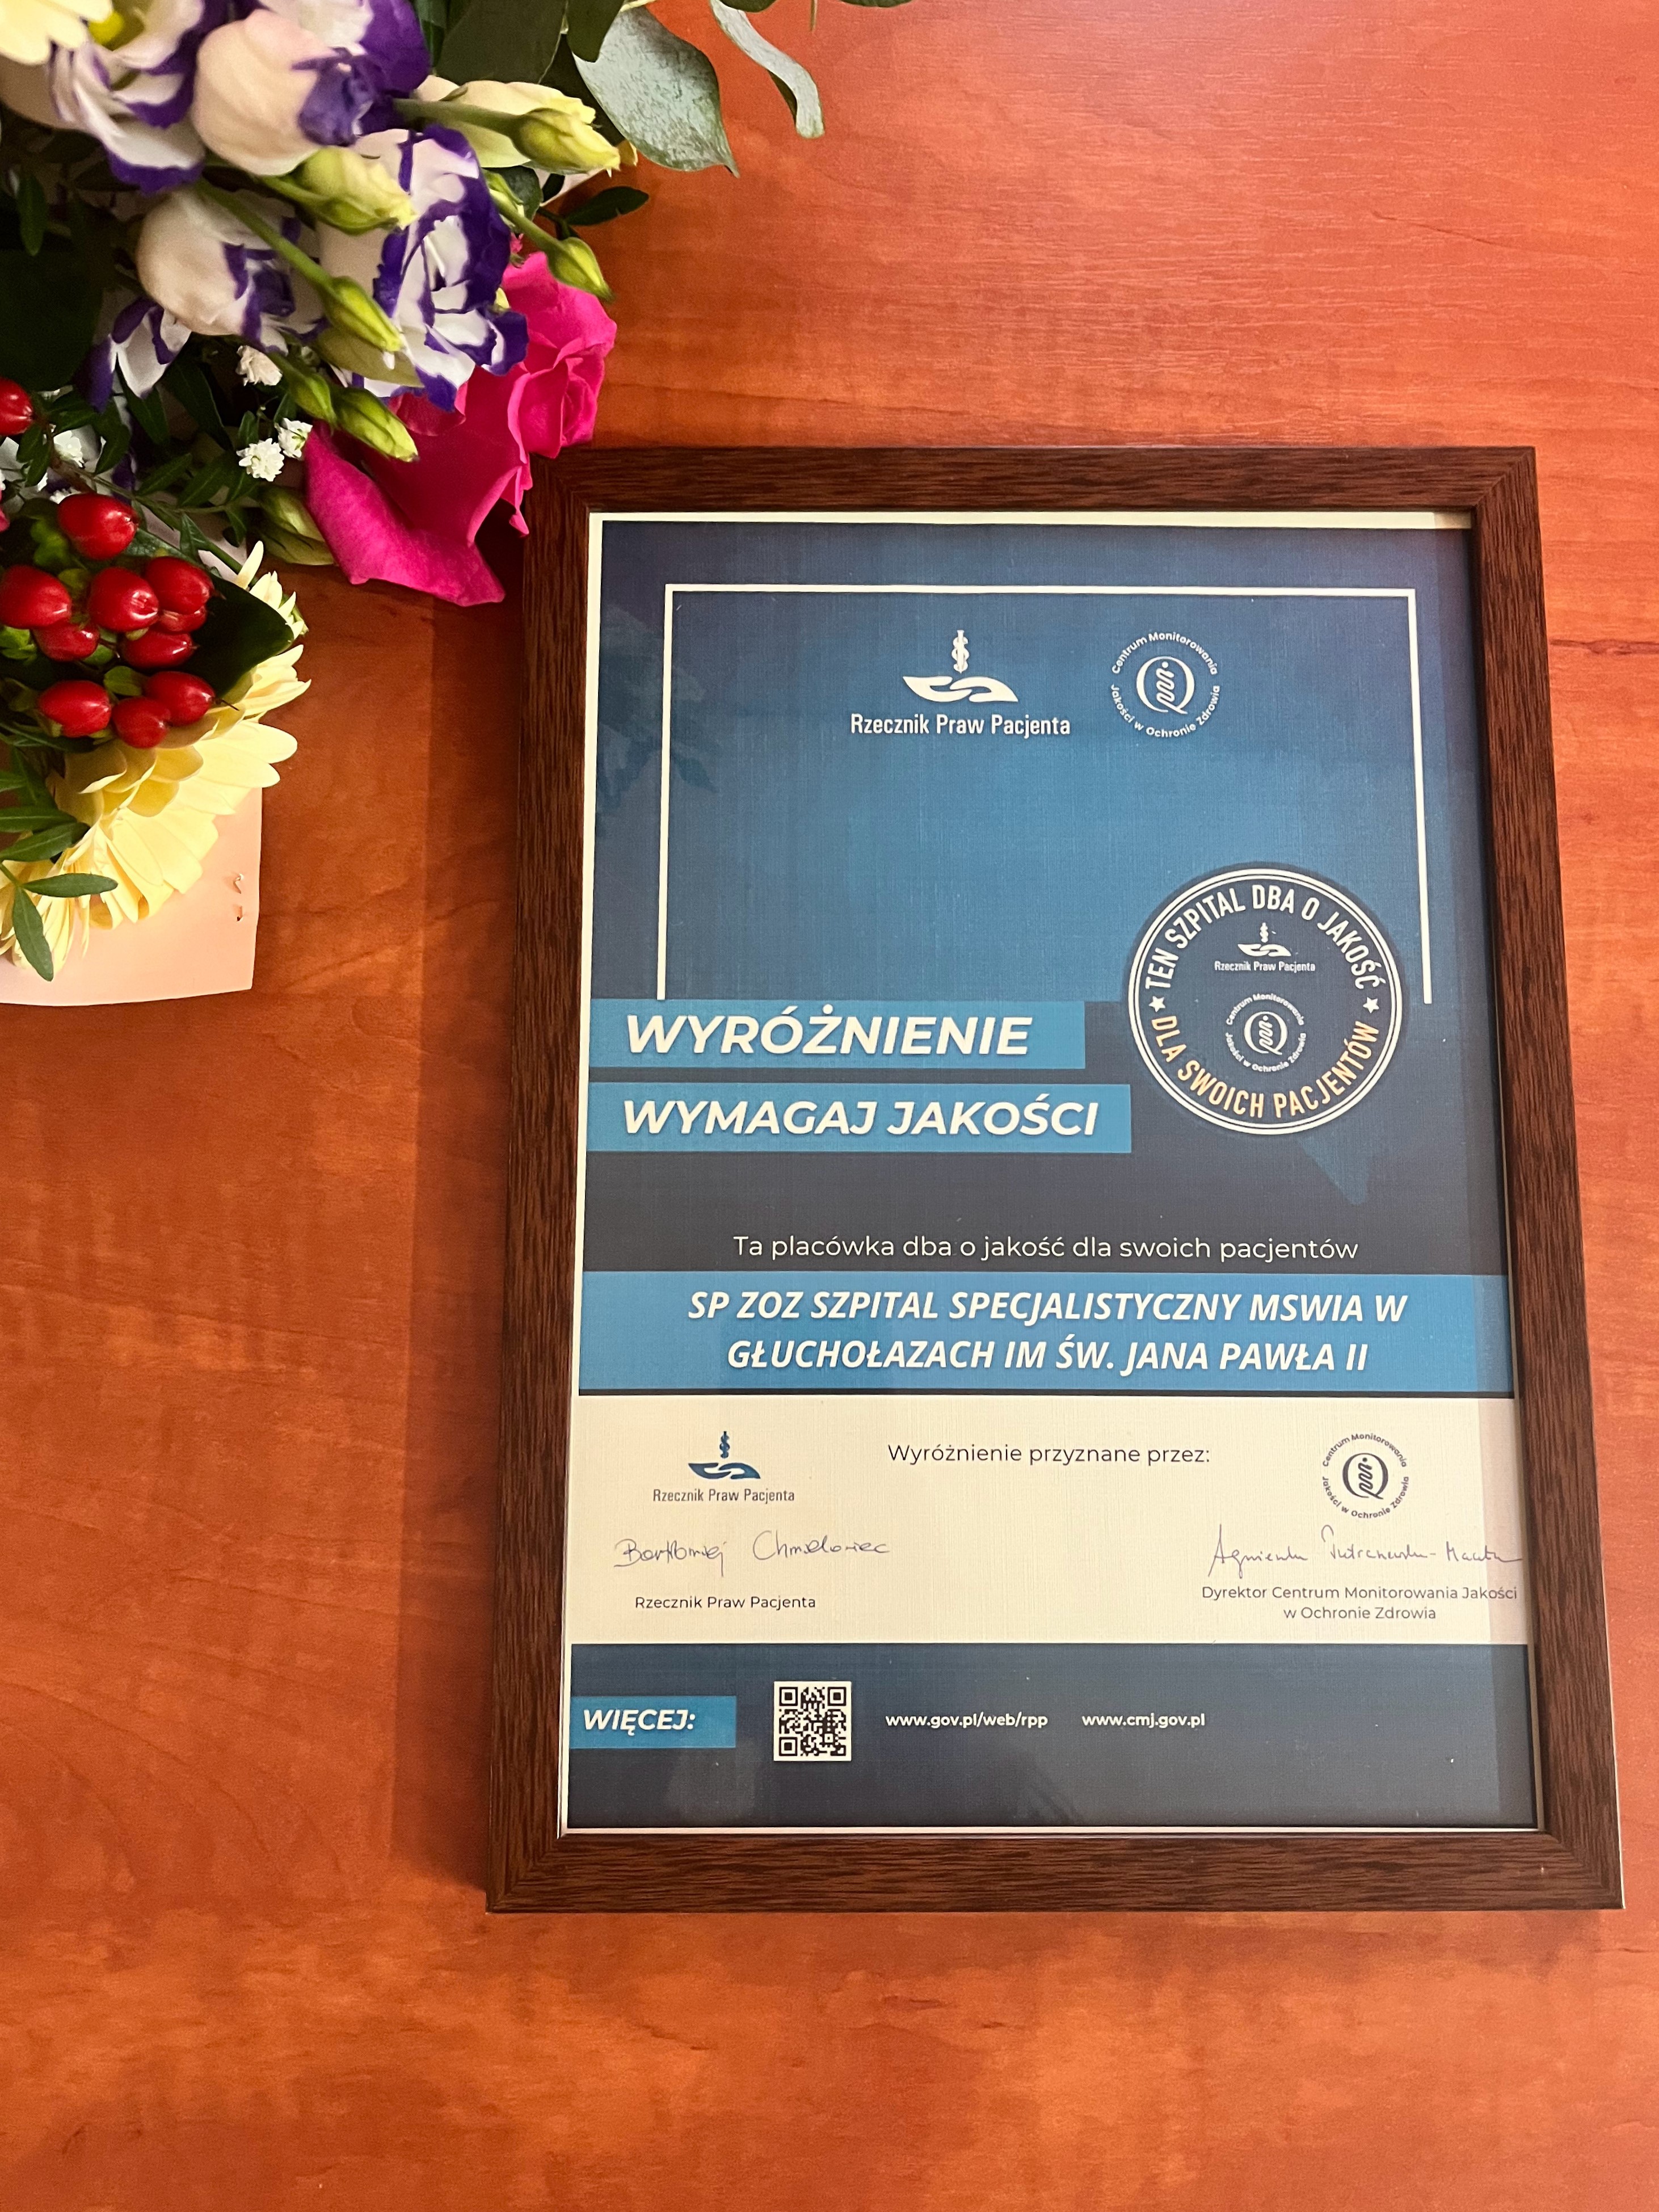 Rzecznik Praw Pacjenta
Centrum Monitorowania
Jakości w Ochronie Zdrowia
TEN SZPITAL DBA O JAKOŚĆ
Rzecznik Praw Pacjenta
Centrum Monitorowania
Jakości w Ochronie Zdrowia
DLA SWOICH PACJENTÓW
WYRÓŻNIENIE
WYMAGAJ JAKOŚCI
Ta placówka dba o jakość dla swoich pacjentów
SP ZOZ SZPITAL SPECJALISTYCZNY MSWIA W
GŁUCHOŁAZACH IM ŚW. JANA PAWŁA II
Wyróżnienie przyznane przez:
Rzecznik Praw Pacjenta
Centrum Monitorowania
Jakości w Ochronie Zdrowia
Bartłomiej Chmielowiec
Agnieszka
Rzecznik Praw Pacjenta
Dyrektor Centrum Monitorowania Jakości
w Ochronie Zdrowia
WIĘCEJ:
www.gov.pl/web/rpp www.cmj.gov.pl